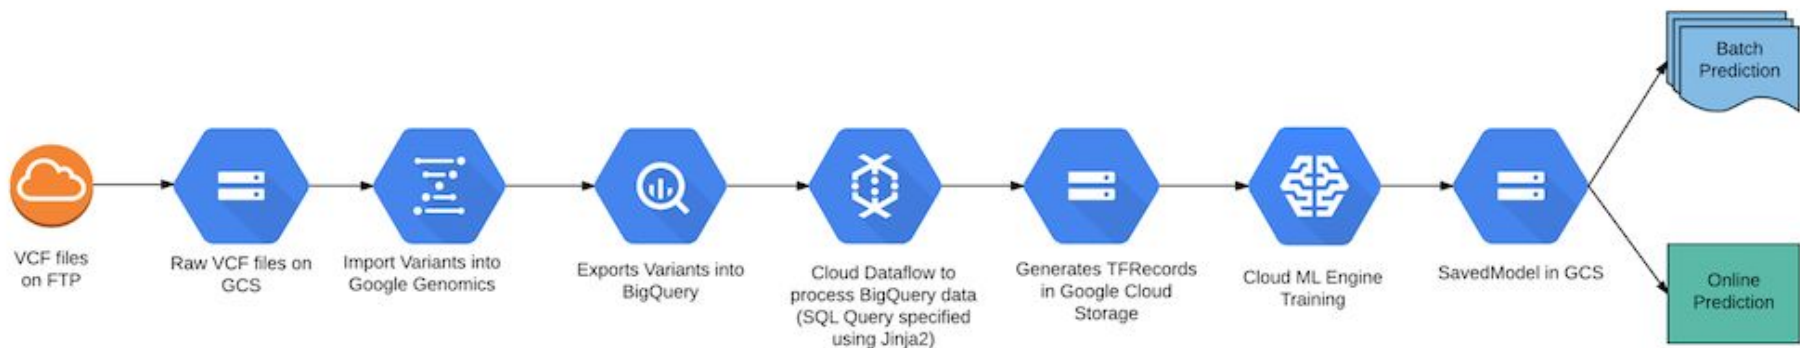 VCF files
on FTP
Raw VCF files on
GCS
Import Variants into
Google Genomics
Exports Variants into
BigQuery
Cloud Dataflow to
process BigQuery data
(SQL Query specified
using Jinja2)
Generates TFRecords
in Google Cloud
Storage
Cloud ML Engine
Training
SavedModel in GCS
Batch
Prediction
Online
Prediction